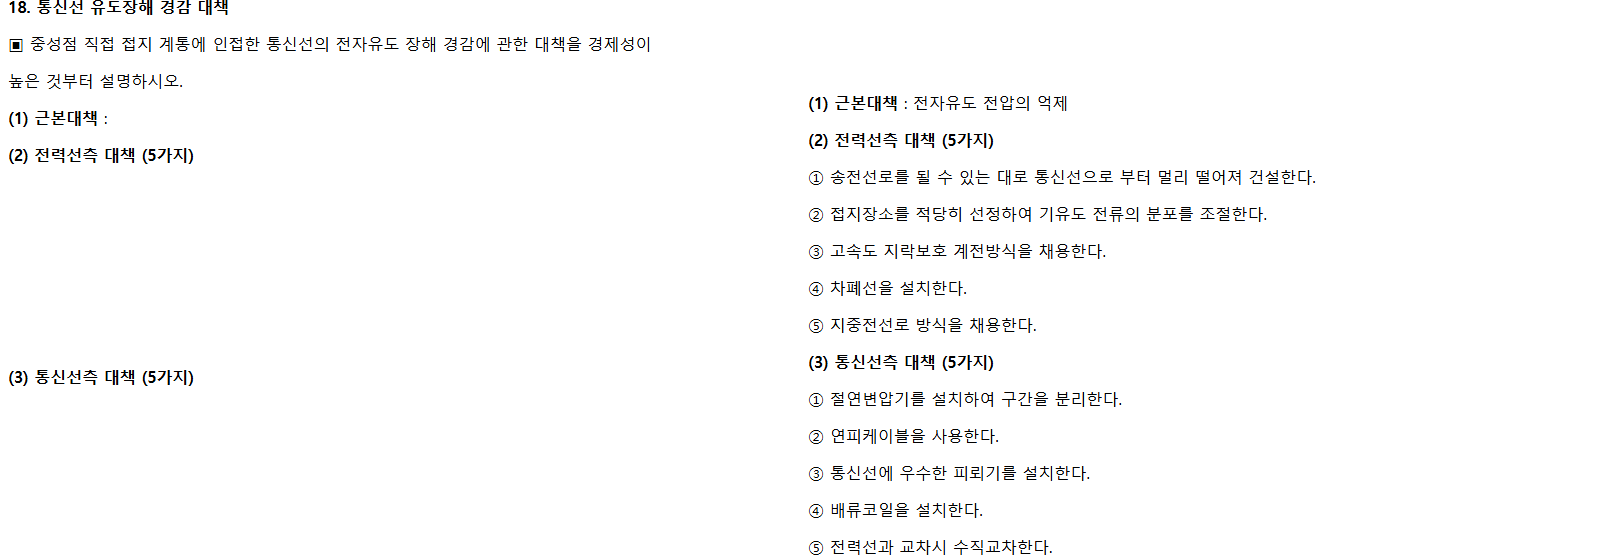 18. 통신선 유도장해 경감 대책
▣ 중성점 직접 접지 계통에 인접한 통신선의 전자유도 장해 경감에 관한 대책을 경제성이
높은 것부터 설명하시오.
(1) 근본대책 :
(2) 전력선측 대책 (5가지)
(3) 통신선측 대책 (5가지)
(1) 근본대책 : 전자유도 전압의 억제
(2) 전력선측 대책 (5가지)
① 송전선로를 될 수 있는 대로 통신선으로 부터 멀리 떨어져 건설한다.
② 접지장소를 적당히 선정하여 기유도 전류의 분포를 조절한다.
③ 고속도 지락보호 계전방식을 채용한다.
④ 차폐선을 설치한다.
⑤ 지중전선로 방식을 채용한다.
(3) 통신선측 대책 (5가지)
① 절연변압기를 설치하여 구간을 분리한다.
② 연피케이블을 사용한다.
③ 통신선에 우수한 피뢰기를 설치한다.
④ 배류코일을 설치한다.
⑤ 전력선과 교차시 수직교차한다.